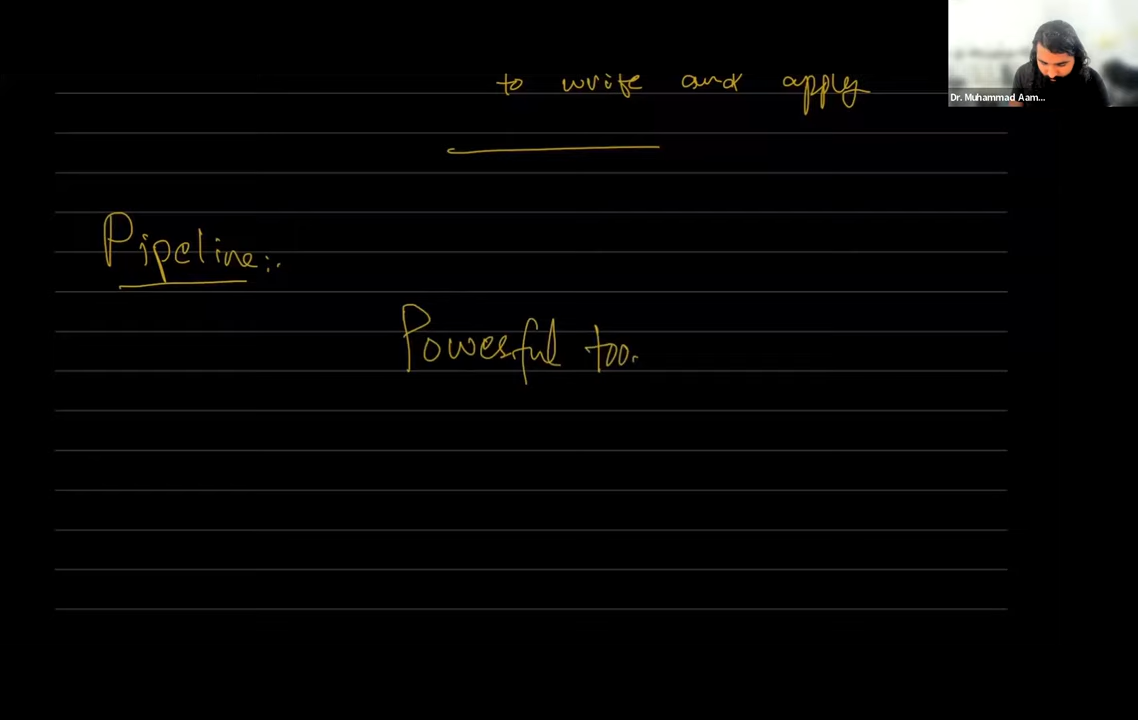 to write and apply
Dr. Muhammad Aam...
Pipeline:.
Powerful too